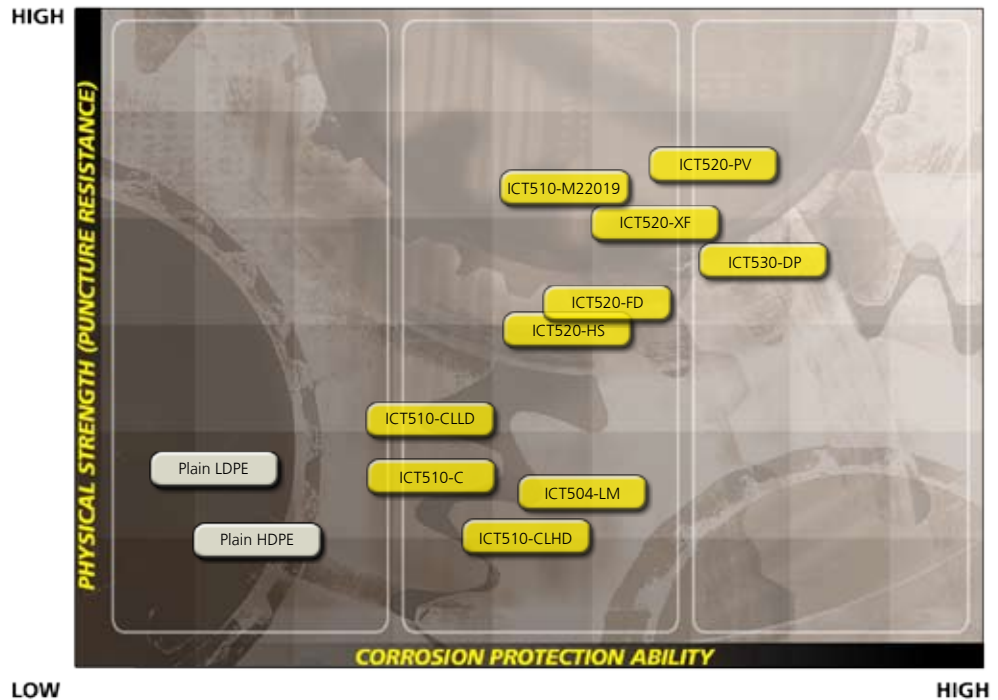 HIGH
PHYSICAL STRENGTH (PUNCTURE RESISTANCE)
ICT520-PV
ICT510-M22019
ICT520-XF
ICT530-DP
ICT520-FD
ICT520-HS
ICT510-CLLD
Plain LDPE
ICT510-C
ICT504-LM
Plain HDPE
ICT510-CLHD
CORROSION PROTECTION ABILITY
LOW
HIGH